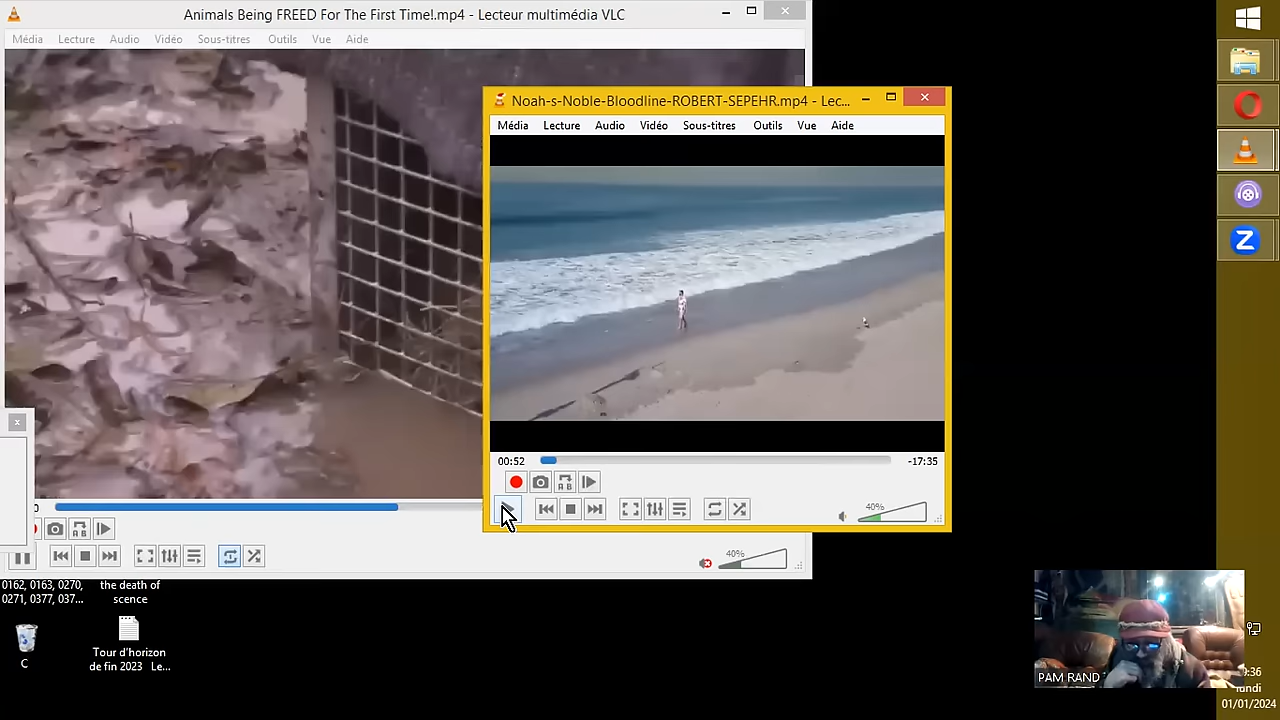 Animals Being FREED For The First Time!.mp4 - Lecteur multimédia VLC
Média Lecture Audio Vidéo Sous-titres Outils Vue Aide
Noah-s-Noble-Bloodline-ROBERT-SEPEHR.mp4 - Lec...
Média Lecture Audio Vidéo Sous-titres Outils Vue Aide
00:52 -17:35
A B
40%
0
A B
40%
0162, 0163, 0270,
0271, 0377, 037...
the death of
scence
C
Tour d'horizon
de fin 2023 Le...
Z
PAM RAND
9:36
lundi
01/01/2024